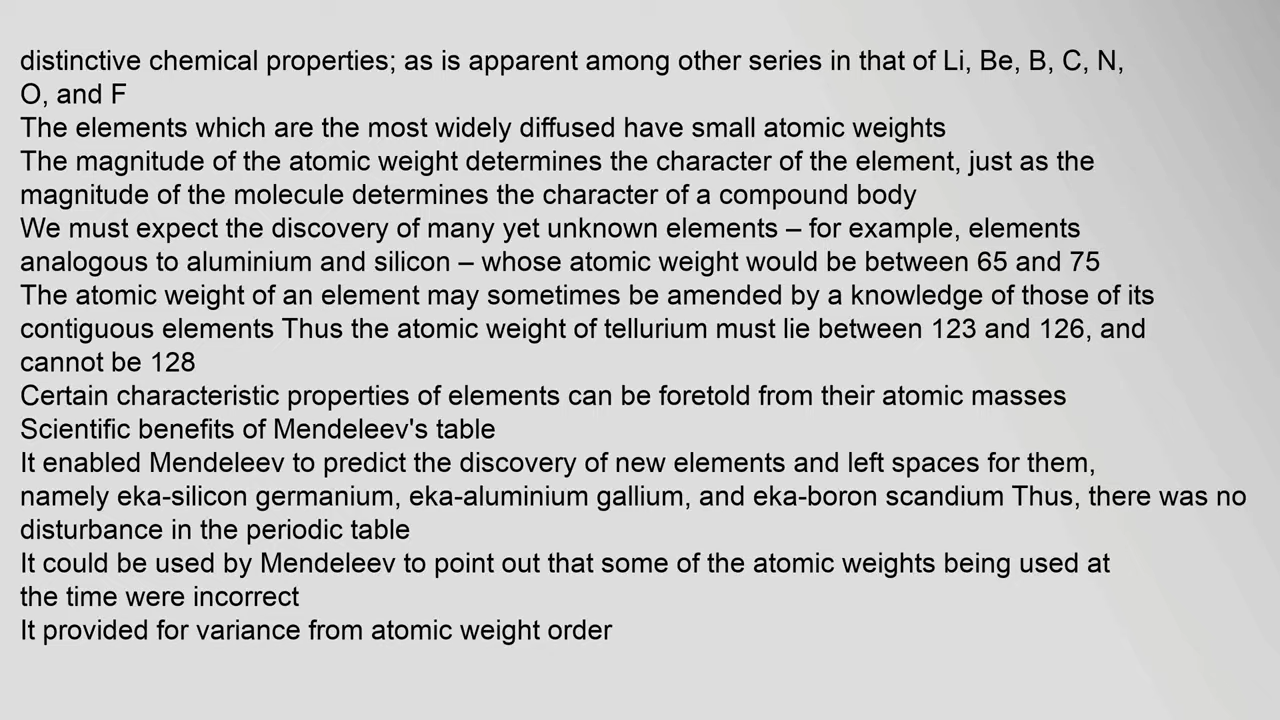 distinctive chemical properties; as is apparent among other series in that of Li, Be, B, C, N,
O, and F
The elements which are the most widely diffused have small atomic weights
The magnitude of the atomic weight determines the character of the element, just as the
magnitude of the molecule determines the character of a compound body
We must expect the discovery of many yet unknown elements – for example, elements
analogous to aluminium and silicon – whose atomic weight would be between 65 and 75
The atomic weight of an element may sometimes be amended by a knowledge of those of its
contiguous elements Thus the atomic weight of tellurium must lie between 123 and 126, and
cannot be 128
Certain characteristic properties of elements can be foretold from their atomic masses
Scientific benefits of Mendeleev's table
It enabled Mendeleev to predict the discovery of new elements and left spaces for them,
namely eka-silicon germanium, eka-aluminium gallium, and eka-boron scandium Thus, there was no
disturbance in the periodic table
It could be used by Mendeleev to point out that some of the atomic weights being used at
the time were incorrect
It provided for variance from atomic weight order